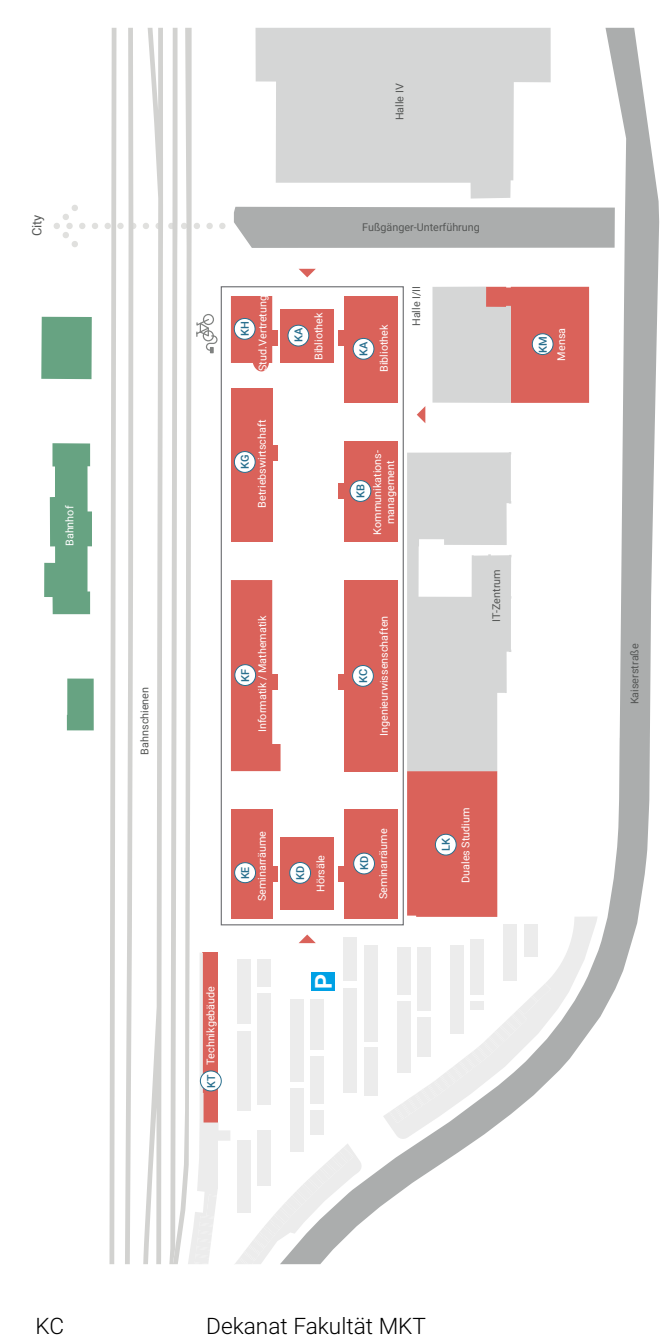 Halle IV
City
Fußgänger-Unterführung
Halle I/II
KH
Stud.Vertretung
KA
Bibliothek
KA
Bibliothek
KM
Mensa
KG
Betriebswirtschaft
KB
Kommunikations-
management
Bahnhof
IT-Zentrum
KF
Informatik / Mathematik
KC
Ingenieurwissenschaften
Kaiserstraße
Bahnschienen
KE
Seminarräume
KD
Hörsäle
KD
Seminarräume
LK
Duales Studium
P
KT
Technikgebäude
KC Dekanat Fakultät MKT